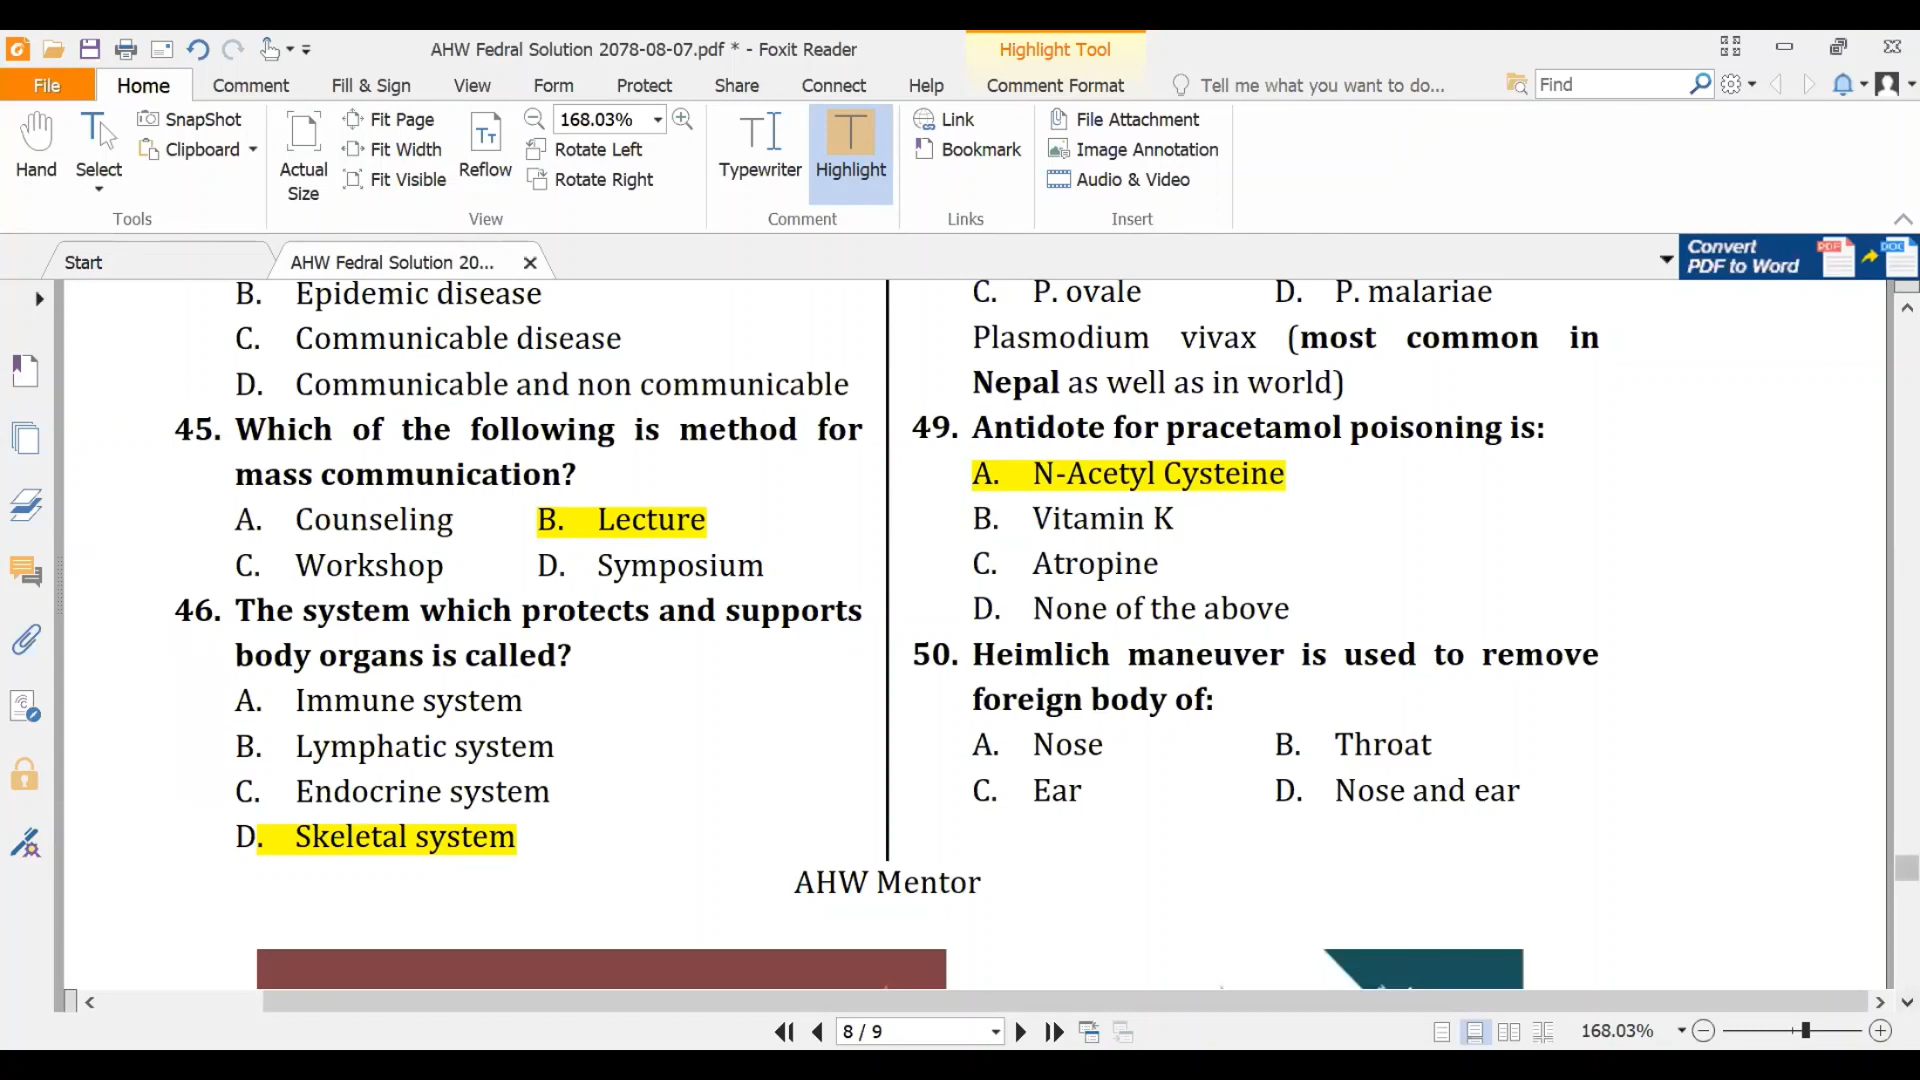 AHW Fedral Solution 2078-08-07.pdf * - Foxit Reader
Highlight Tool
File
Home
Comment
Fill & Sign
View
Form
Protect
Share
Connect
Help
Comment Format
Tell me what you want to do...
Find
Hand
Select
SnapShot
Clipboard
Tools
Actual
Size
Fit Page
Fit Width
Fit Visible
Reflow
168.03%
Rotate Left
Rotate Right
View
Typewriter
Highlight
Comment
Link
Bookmark
Links
File Attachment
Image Annotation
Audio & Video
Insert
Start
AHW Fedral Solution 20...
Convert
PDF to Word
PDF
DOC
B. Epidemic disease
C. Communicable disease
D. Communicable and non communicable
45. Which of the following is method for
mass communication?
A. Counseling B. Lecture
C. Workshop D. Symposium
46. The system which protects and supports
body organs is called?
A. Immune system
B. Lymphatic system
C. Endocrine system
D. Skeletal system
C. P. ovale D. P. malariae
Plasmodium vivax (most common in
Nepal as well as in world)
49. Antidote for pracetamol poisoning is:
A. N-Acetyl Cysteine
B. Vitamin K
C. Atropine
D. None of the above
50. Heimlich maneuver is used to remove
foreign body of:
A. Nose B. Throat
C. Ear D. Nose and ear
AHW Mentor
8 / 9
168.03%